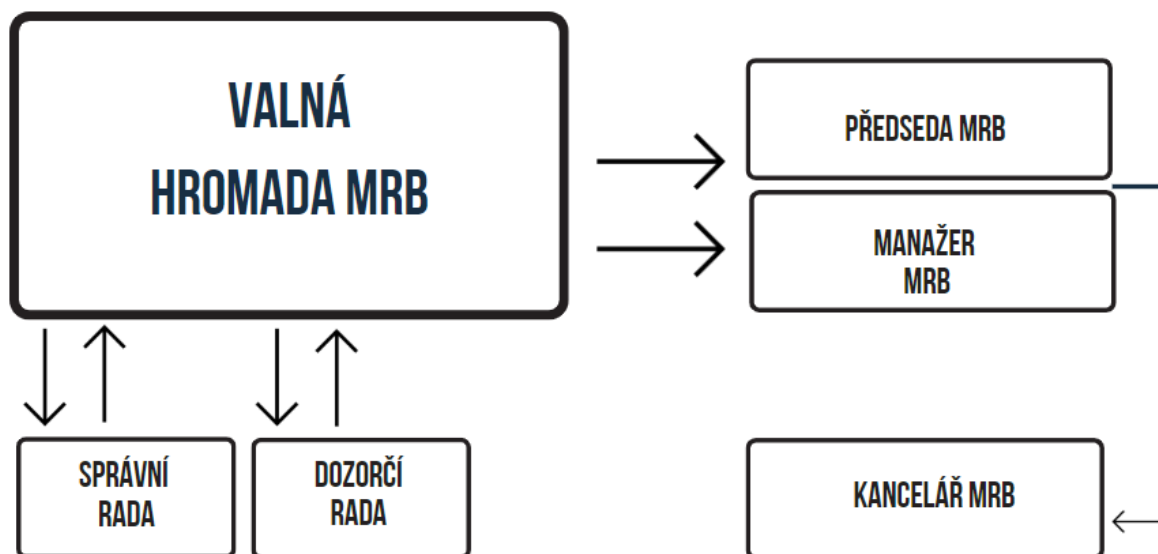 VALNÁ
HROMADA MRB
PŘEDSEDA MRB
MANAŽER
MRB
SPRÁVNÍ
RADA
DOZORČÍ
RADA
KANCELÁŘ MRB